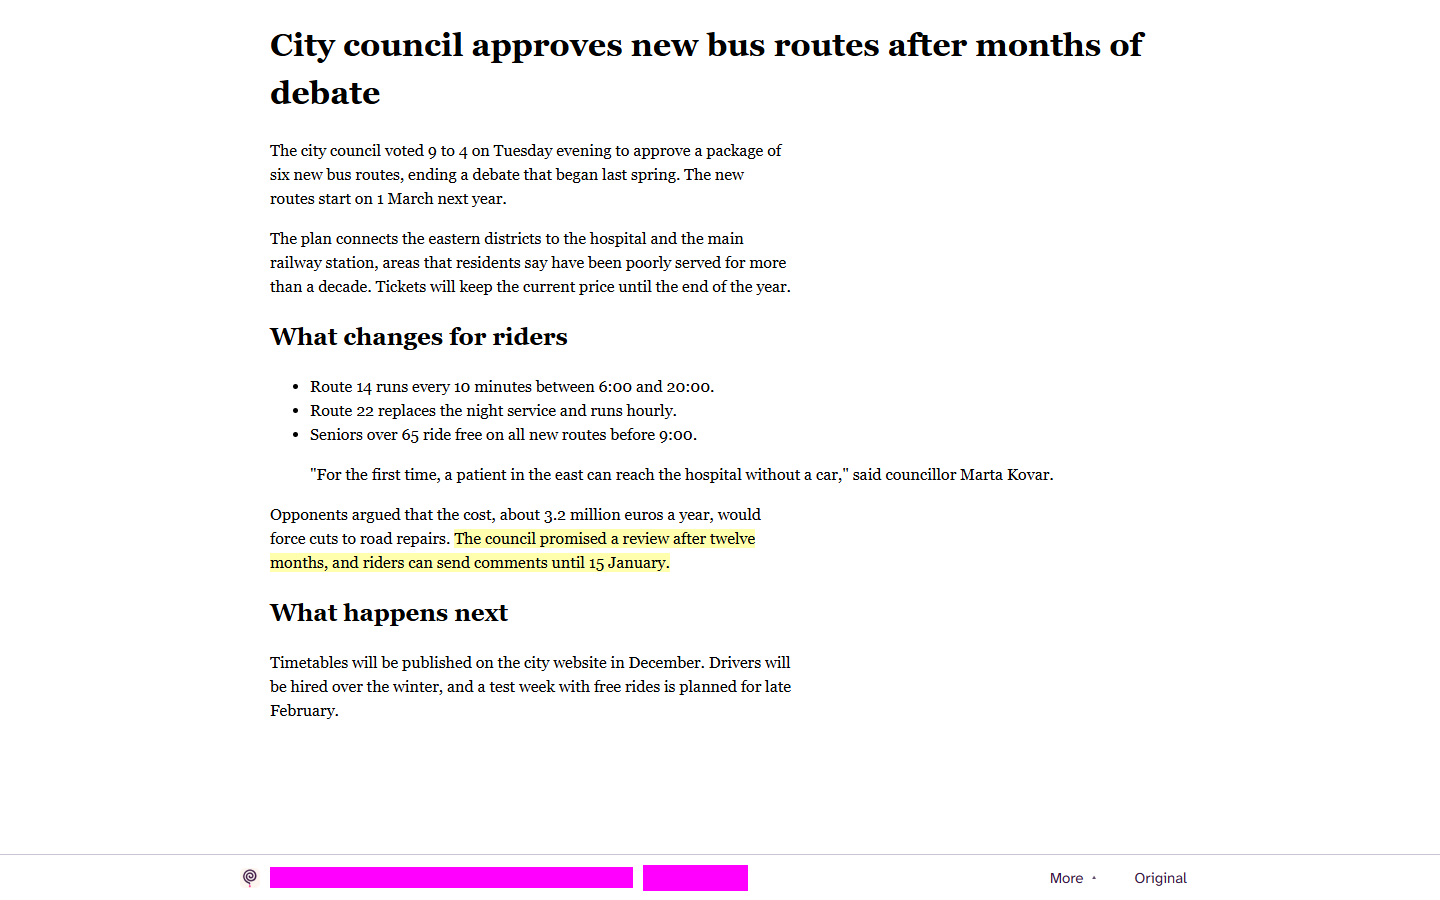 City council approves new bus routes after months of
debate
The city council voted 9 to 4 on Tuesday evening to approve a package of
six new bus routes, ending a debate that began last spring. The new
routes start on 1 March next year.
The plan connects the eastern districts to the hospital and the main
railway station, areas that residents say have been poorly served for more
than a decade. Tickets will keep the current price until the end of the year.
What changes for riders
• Route 14 runs every 10 minutes between 6:00 and 20:00.
• Route 22 replaces the night service and runs hourly.
• Seniors over 65 ride free on all new routes before 9:00.
"For the first time, a patient in the east can reach the hospital without a car," said councillor Marta Kovar.
Opponents argued that the cost, about 3.2 million euros a year, would
force cuts to road repairs. The council promised a review after twelve
months, and riders can send comments until 15 January.
What happens next
Timetables will be published on the city website in December. Drivers will
be hired over the winter, and a test week with free rides is planned for late
February.
More Original